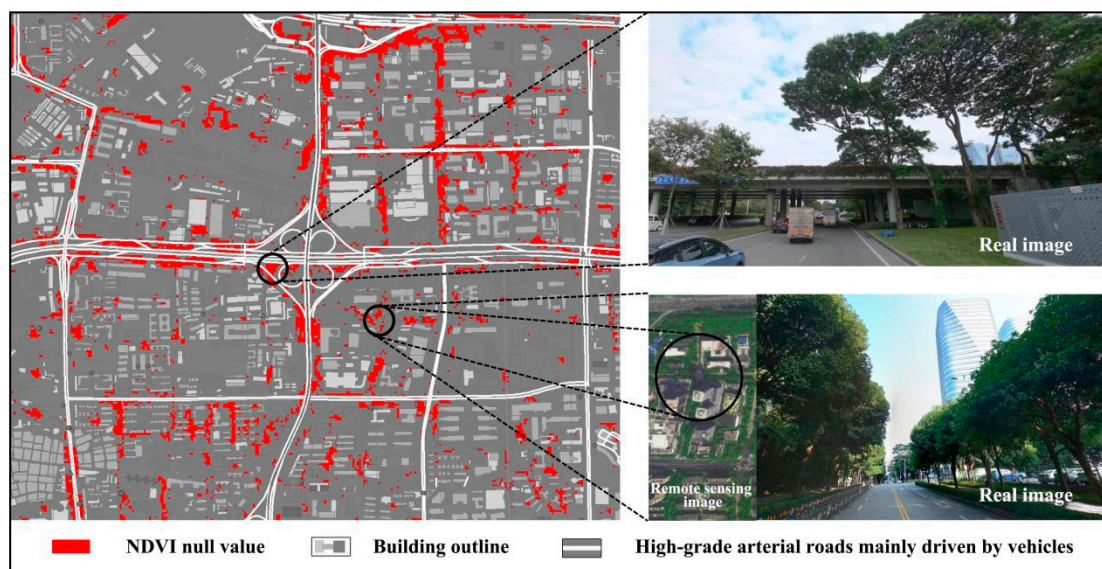 Real image
Remote sensing
image
Real image
NDVI null value
Building outline
High-grade arterial roads mainly driven by vehicles